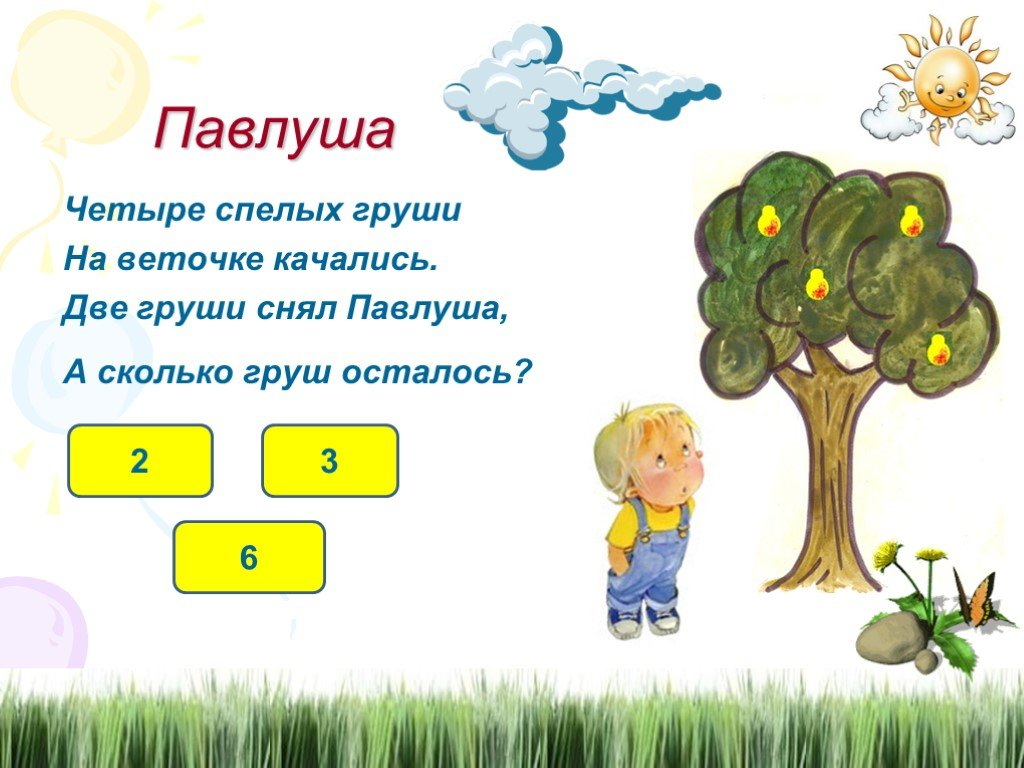 Павлуша
Четыре спелых груши
На веточке качались.
Две груши снял Павлуша,
А сколько груш осталось?
2
3
6